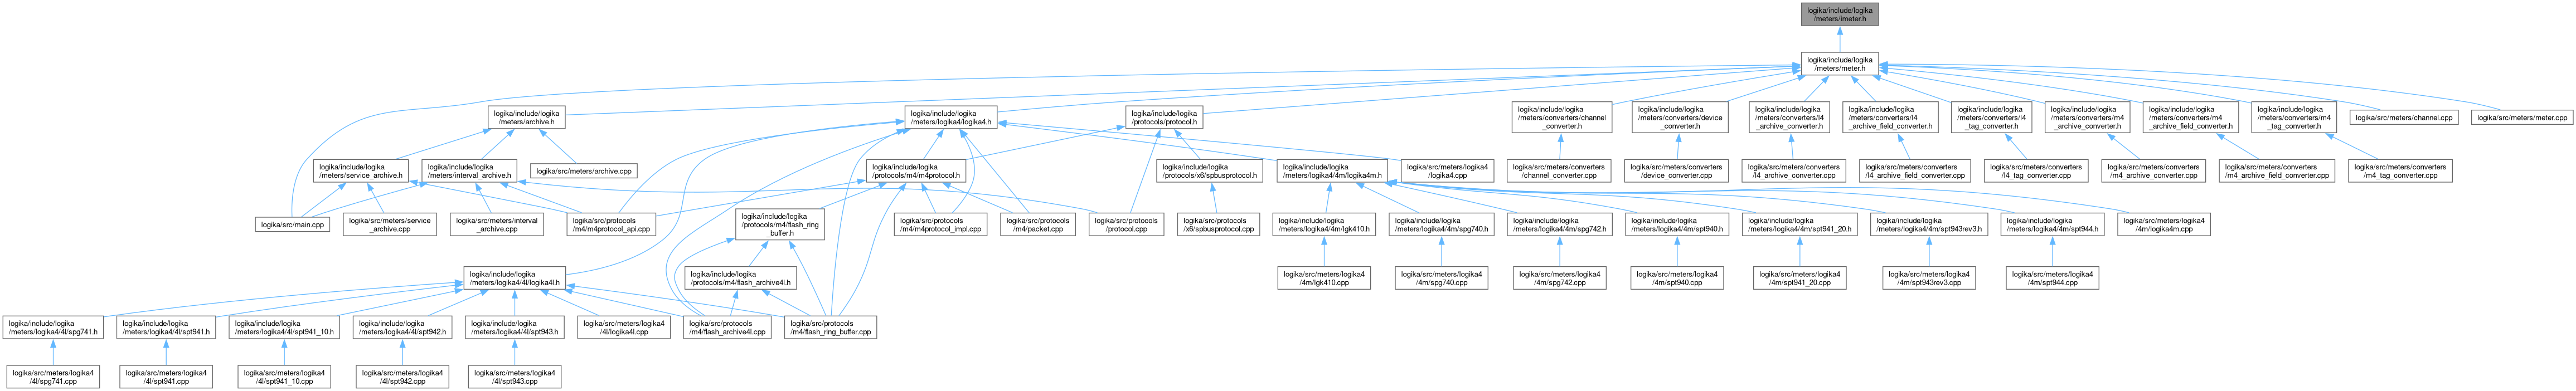 logika/include/logika
/meters/imeter.h
logika/include/logika
/meters/meter.h
logika/include/logika
/meters/archive.h
logika/include/logika
/meters/logika4/logika4.h
logika/include/logika
/protocols/protocol.h
logika/include/logika
/meters/converters/channel
_converter.h
logika/include/logika
/meters/converters/device
_converter.h
logika/include/logika
/meters/converters/l4
_archive_converter.h
logika/include/logika
/meters/converters/l4
_archive_field_converter.h
logika/include/logika
/meters/converters/l4
_tag_converter.h
logika/include/logika
/meters/converters/m4
_archive_converter.h
logika/include/logika
/meters/converters/m4
_archive_field_converter.h
logika/include/logika
/meters/converters/m4
_tag_converter.h
logika/src/meters/channel.cpp
logika/src/meters/meter.cpp
logika/include/logika
/meters/service_archive.h
logika/include/logika
/meters/interval_archive.h
logika/src/meters/archive.cpp
logika/include/logika
/protocols/m4/m4protocol.h
logika/include/logika
/protocols/x6/spbusprotocol.h
logika/include/logika
/meters/logika4/4m/logika4m.h
logika/src/meters/logika4
/logika4.cpp
logika/src/meters/converters
/channel_converter.cpp
logika/src/meters/converters
/device_converter.cpp
logika/src/meters/converters
/l4_archive_converter.cpp
logika/src/meters/converters
/l4_archive_field_converter.cpp
logika/src/meters/converters
/l4_tag_converter.cpp
logika/src/meters/converters
/m4_archive_converter.cpp
logika/src/meters/converters
/m4_archive_field_converter.cpp
logika/src/meters/converters
/m4_tag_converter.cpp
logika/src/main.cpp
logika/src/meters/service
_archive.cpp
logika/src/meters/interval
_archive.cpp
logika/src/protocols
/m4/m4protocol_api.cpp
logika/include/logika
/protocols/m4/flash_ring
_buffer.h
logika/src/protocols
/m4/m4protocol_impl.cpp
logika/src/protocols
/m4/packet.cpp
logika/src/protocols
/protocol.cpp
logika/src/protocols
/x6/spbusprotocol.cpp
logika/include/logika
/meters/logika4/4m/lgk410.h
logika/include/logika
/meters/logika4/4m/spg740.h
logika/include/logika
/meters/logika4/4m/spg742.h
logika/include/logika
/meters/logika4/4m/spt940.h
logika/include/logika
/meters/logika4/4m/spt941_20.h
logika/include/logika
/meters/logika4/4m/spt943rev3.h
logika/include/logika
/meters/logika4/4m/spt944.h
logika/src/meters/logika4
/4m/logika4m.cpp
logika/include/logika
/meters/logika4/4l/logika4l.h
logika/include/logika
/protocols/m4/flash_archive4l.h
logika/src/meters/logika4
/4m/lgk410.cpp
logika/src/meters/logika4
/4m/spg740.cpp
logika/src/meters/logika4
/4m/spg742.cpp
logika/src/meters/logika4
/4m/spt940.cpp
logika/src/meters/logika4
/4m/spt941_20.cpp
logika/src/meters/logika4
/4m/spt943rev3.cpp
logika/src/meters/logika4
/4m/spt944.cpp
logika/include/logika
/meters/logika4/4l/spg741.h
logika/include/logika
/meters/logika4/4l/spt941.h
logika/include/logika
/meters/logika4/4l/spt941_10.h
logika/include/logika
/meters/logika4/4l/spt942.h
logika/include/logika
/meters/logika4/4l/spt943.h
logika/src/meters/logika4
/4l/logika4l.cpp
logika/src/protocols
/m4/flash_archive4l.cpp
logika/src/protocols
/m4/flash_ring_buffer.cpp
logika/src/meters/logika4
/4l/spg741.cpp
logika/src/meters/logika4
/4l/spt941.cpp
logika/src/meters/logika4
/4l/spt941_10.cpp
logika/src/meters/logika4
/4l/spt942.cpp
logika/src/meters/logika4
/4l/spt943.cpp